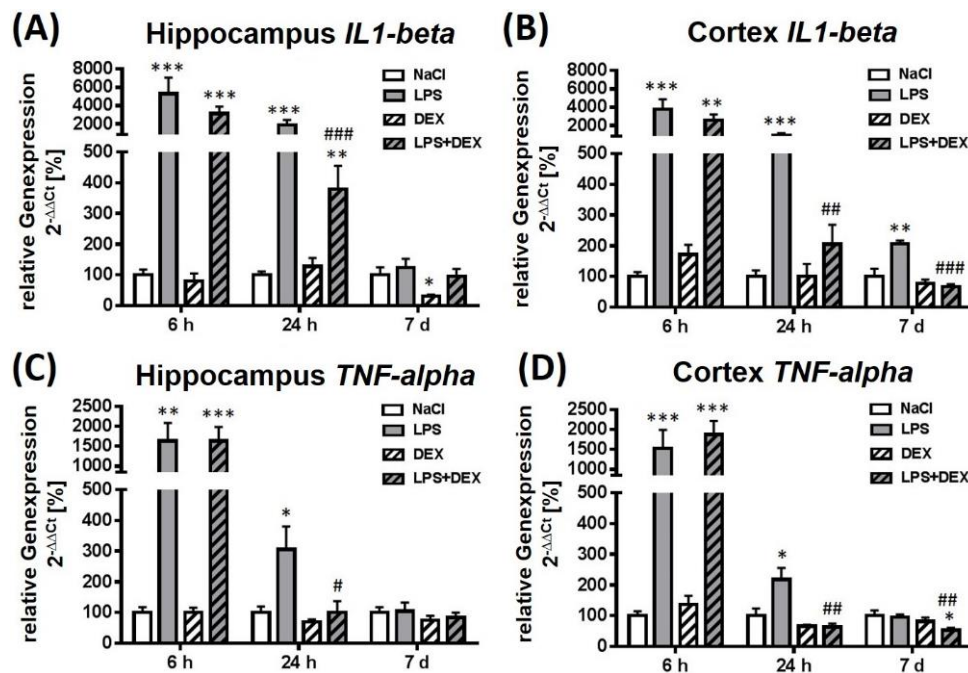 (A) Hippocampus IL1-beta
relative Genexpression
2-ΔΔCt [%]
8000
6000
4000
2000
500
400
300
200
100
0
***
***
***
###
**
*
NaCl
LPS
DEX
LPS+DEX
6 h 24 h 7 d
(B) Cortex IL1-beta
relative Genexpression
2-ΔΔCt [%]
8000
6000
4000
2000
500
400
300
200
100
0
***
**
***
##
**
###
NaCl
LPS
DEX
LPS+DEX
6 h 24 h 7 d
(C) Hippocampus TNF-alpha
relative Genexpression
2-ΔΔCt [%]
2500
2000
1500
1000
500
400
300
200
100
0
**
***
*
#
NaCl
LPS
DEX
LPS+DEX
6 h 24 h 7 d
(D) Cortex TNF-alpha
relative Genexpression
2-ΔΔCt [%]
2500
2000
1500
1000
500
400
300
200
100
0
***
***
*
##
##
*
NaCl
LPS
DEX
LPS+DEX
6 h 24 h 7 d